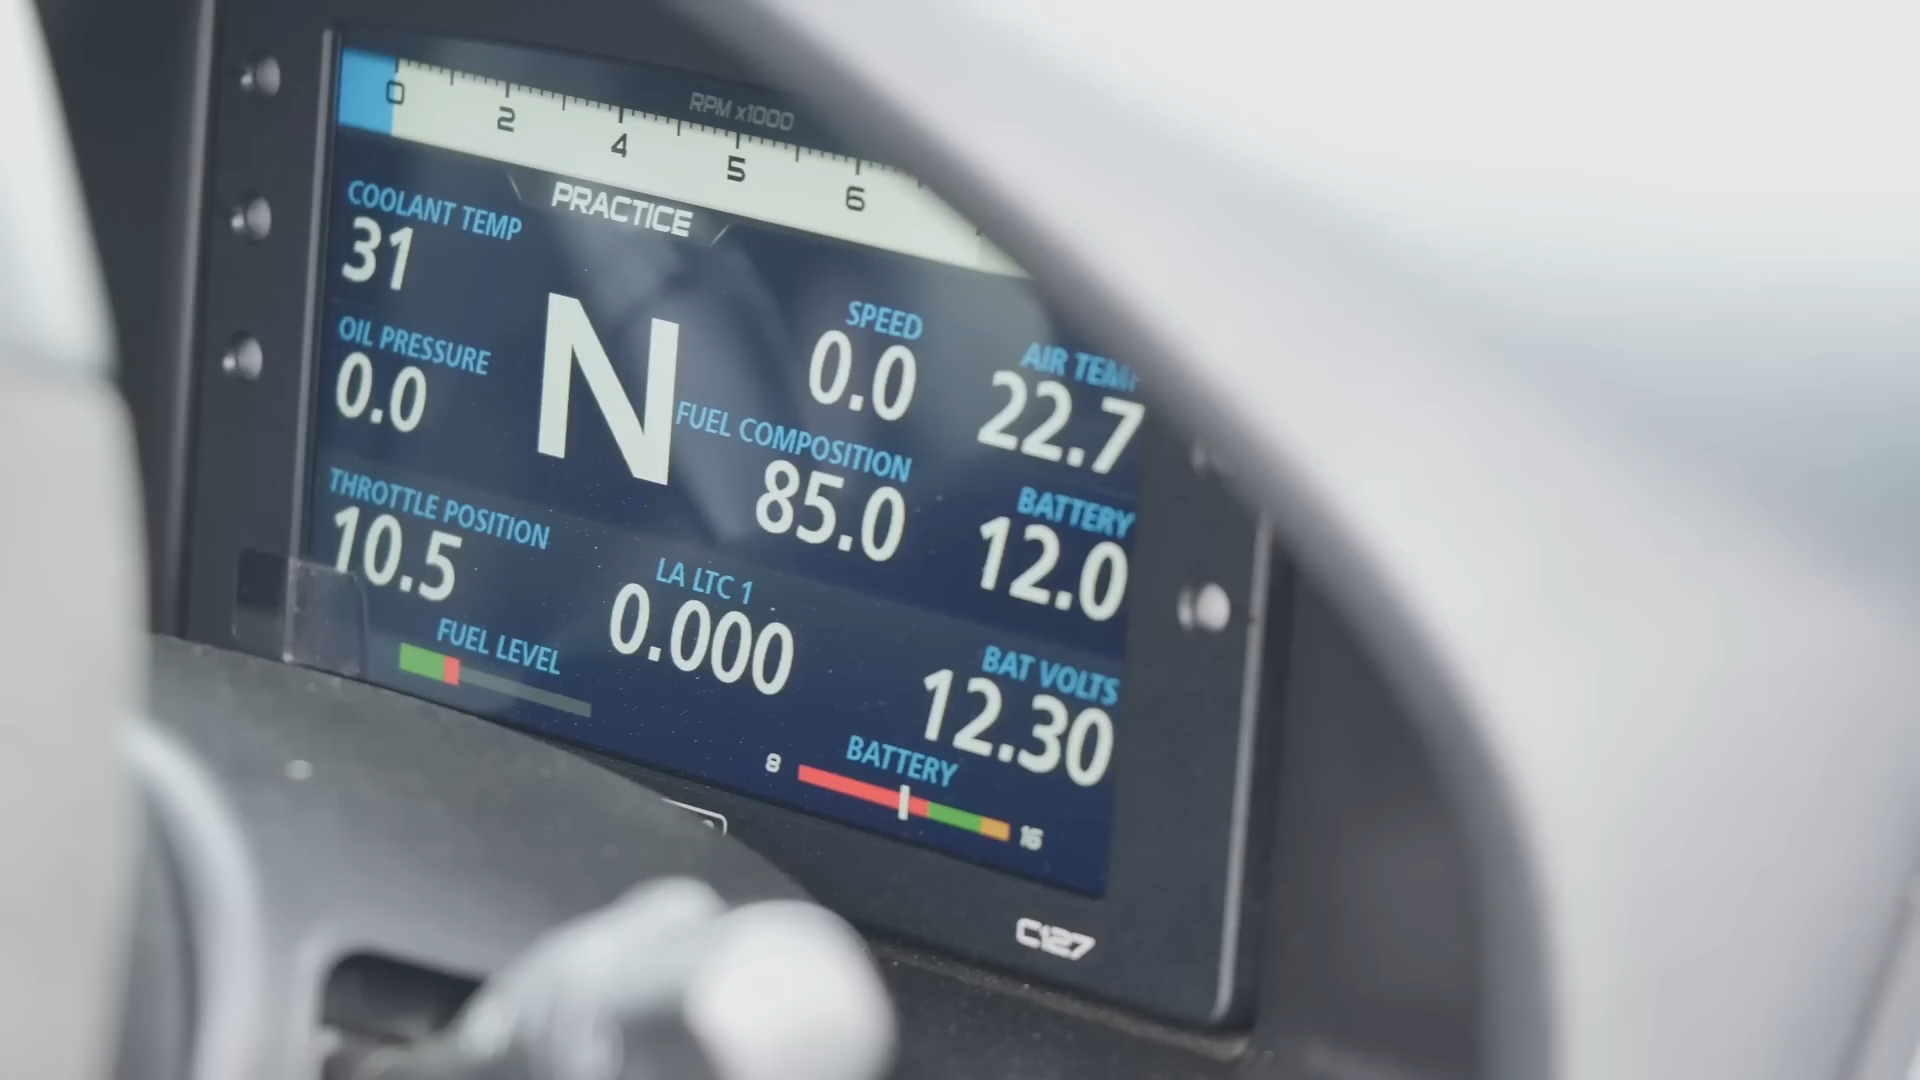 RPM x1000
0 2 4 5 6
PRACTICE
COOLANT TEMP
31
OIL PRESSURE
0.0
THROTTLE POSITION
10.5
FUEL LEVEL
N
SPEED
0.0
FUEL COMPOSITION
85.0
LA LTC 1
0.000
AIR TEMP
22.7
BATTERY
12.0
BAT VOLTS
12.30
BATTERY
8 16
C127